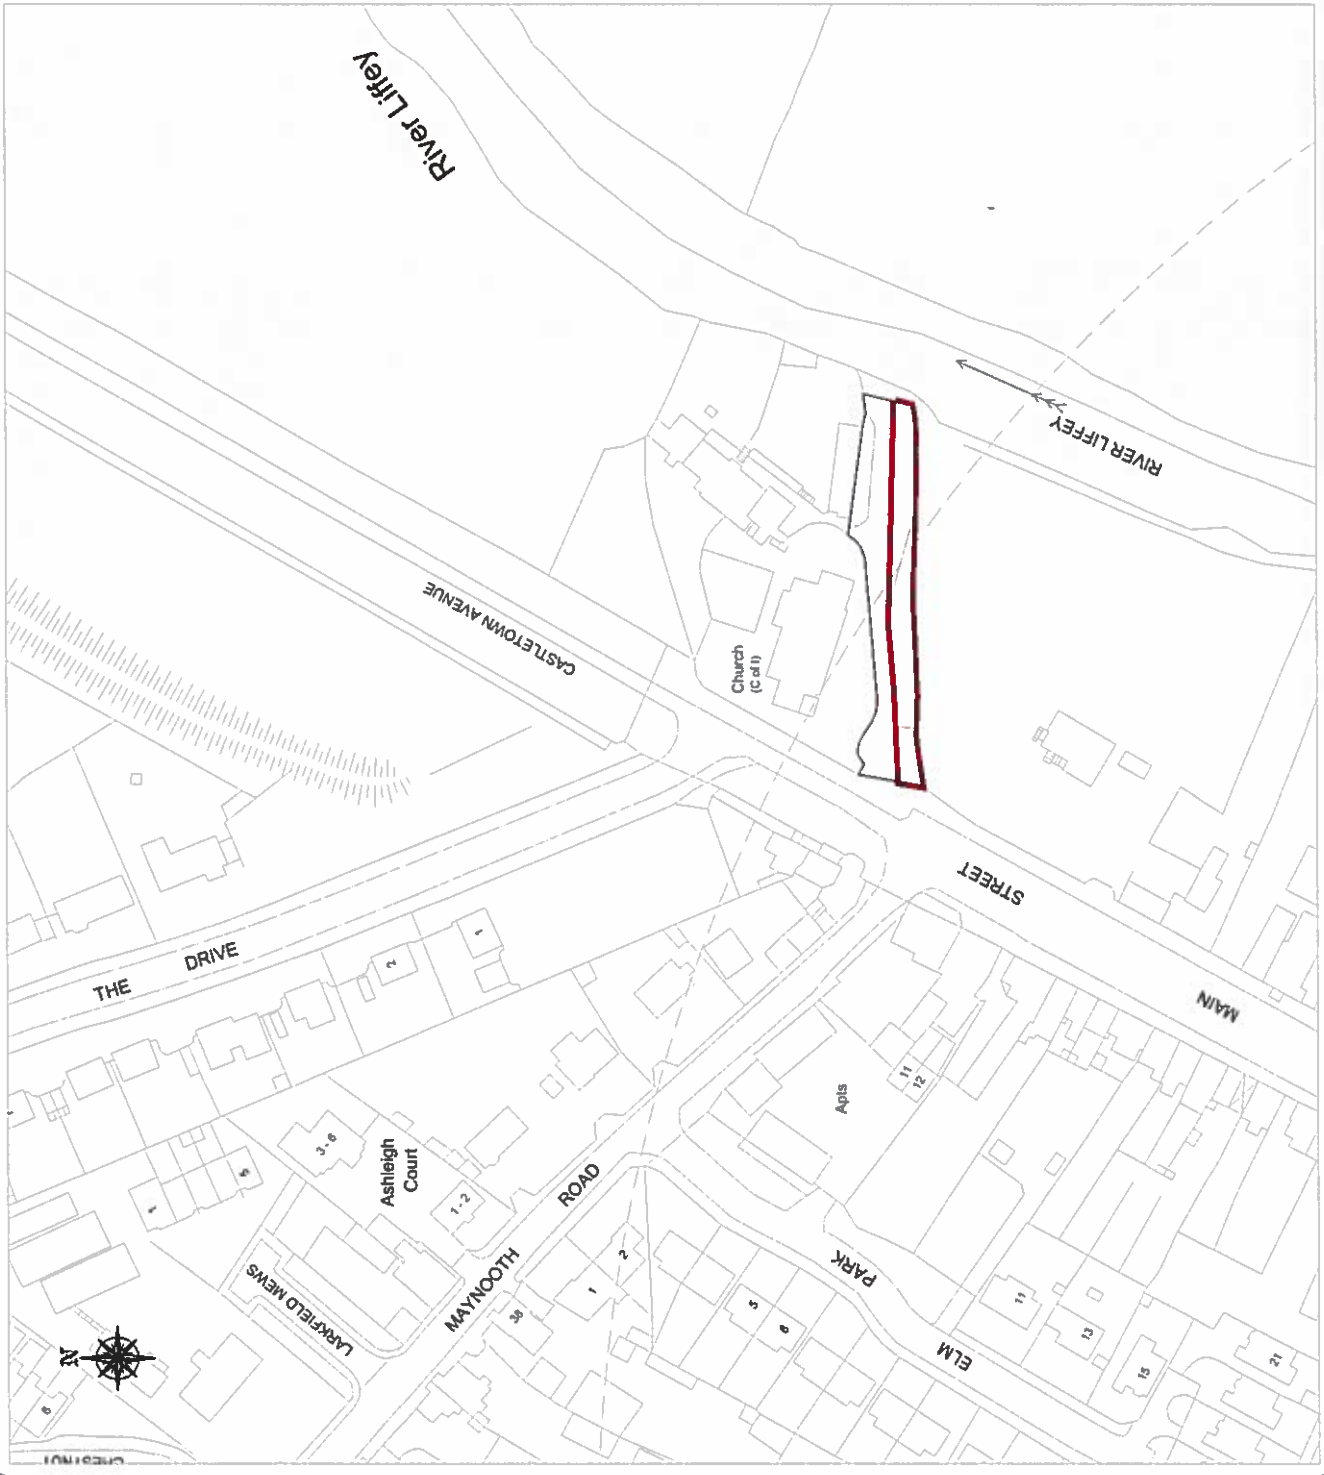 River Liffey
RIVER LIFFEY
CASTLETOWN AVENUE
Church
(C of I)
STREET
MAIN
THE DRIVE
1
2
1
11
12
Apts
3 - 6
Ashleigh
Court
5
1
1 - 2
ROAD
MAYNOOTH
LARKFIELD MEWS
2
1
38
5
6
PARK
ELM
11
13
15
21
N
CHESTNUT